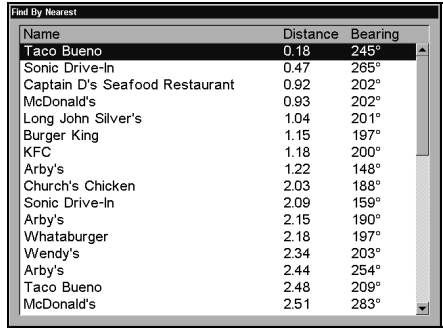 Find By Nearest
Name Distance Bearing
Taco Bueno 0.18 245°
Sonic Drive-In 0.47 265°
Captain D's Seafood Restaurant 0.92 202°
McDonald's 0.93 202°
Long John Silver's 1.04 201°
Burger King 1.15 197°
KFC 1.18 200°
Arby's 1.22 148°
Church's Chicken 2.03 188°
Sonic Drive-In 2.09 159°
Arby's 2.15 190°
Whataburger 2.18 197°
Wendy's 2.34 203°
Arby's 2.44 254°
Taco Bueno 2.48 209°
McDonald's 2.51 283°